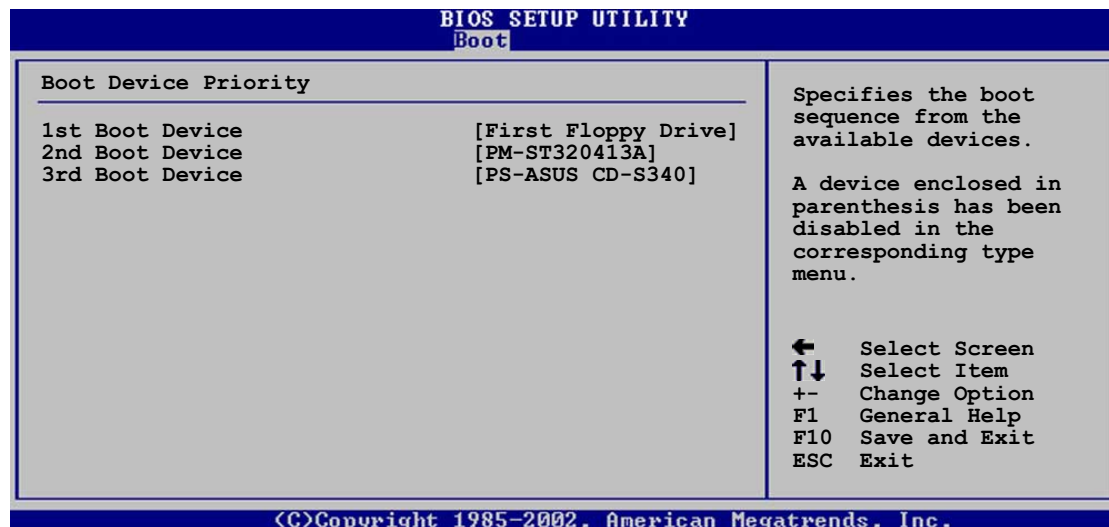 BIOS SETUP UTILITY
Boot
Boot Device Priority
1st Boot Device [First Floppy Drive]
2nd Boot Device [PM-ST320413A]
3rd Boot Device [PS-ASUS CD-S340]
Specifies the boot
sequence from the
available devices.
A device enclosed in
parenthesis has been
disabled in the
corresponding type
menu.
← Select Screen
↑↓ Select Item
+- Change Option
F1 General Help
F10 Save and Exit
ESC Exit
(C)Copyright 1985-2002, American Megatrends, Inc.